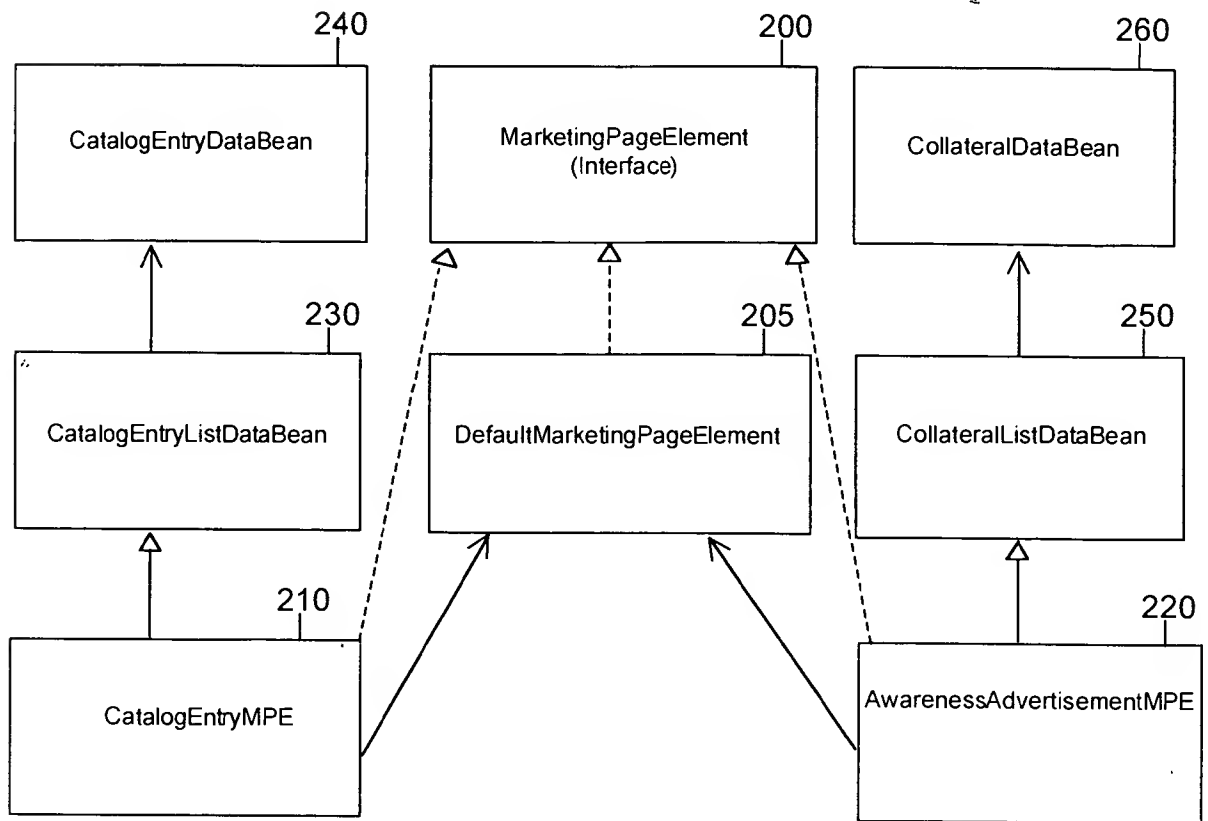 240
200
260
CatalogEntryDataBean
MarketingPageElement
(Interface)
CollateralDataBean
230
205
250
CatalogEntryListDataBean
DefaultMarketingPageElement
CollateralListDataBean
210
220
CatalogEntryMPE
AwarenessAdvertisementMPE